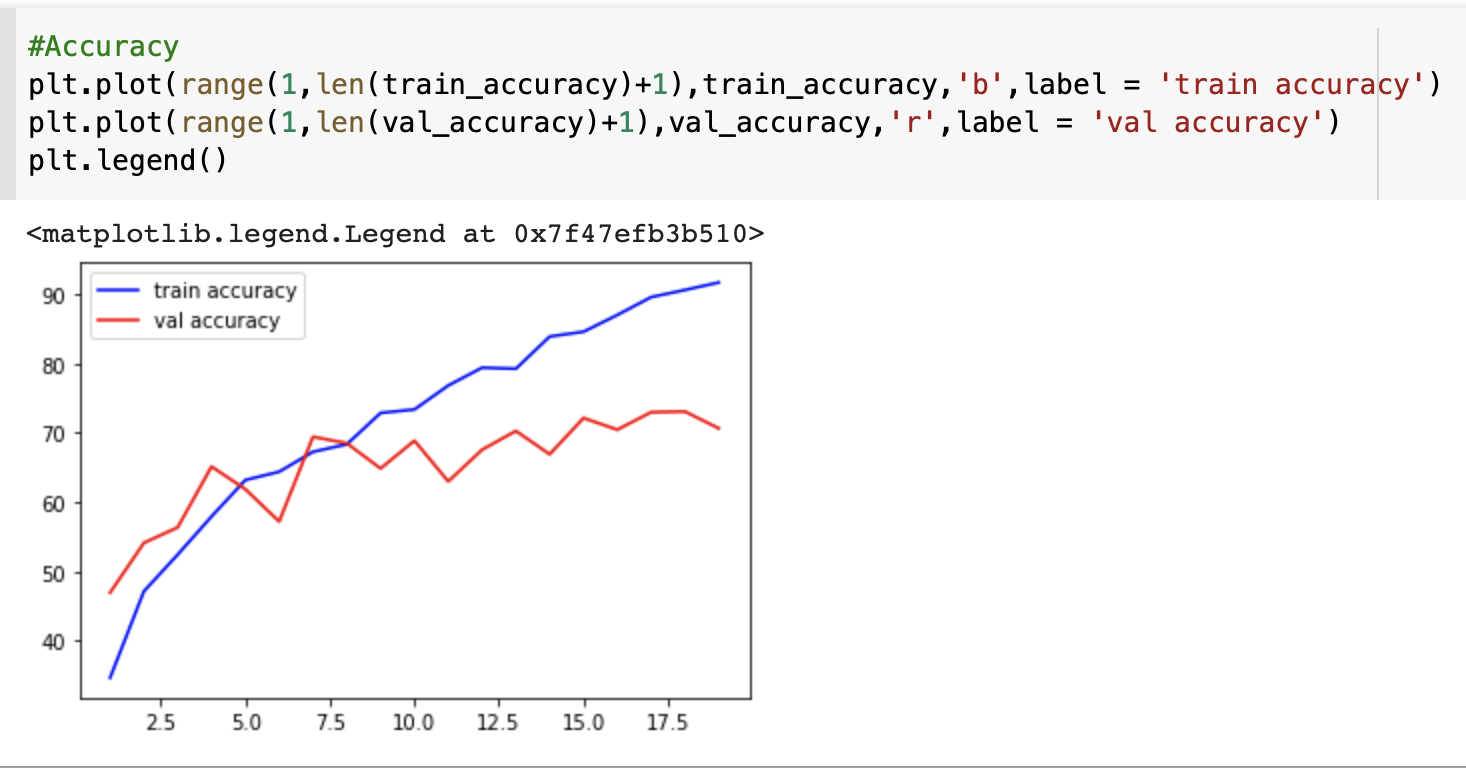 #Accuracy
plt.plot(range(1,len(train_accuracy)+1),train_accuracy,'b',label = 'train accuracy')
plt.plot(range(1,len(val_accuracy)+1),val_accuracy,'r',label = 'val accuracy')
plt.legend()
<matplotlib.legend.Legend at 0x7f47efb3b510>
train accuracy
val accuracy
90
80
70
60
50
40
2.5 5.0 7.5 10.0 12.5 15.0 17.5